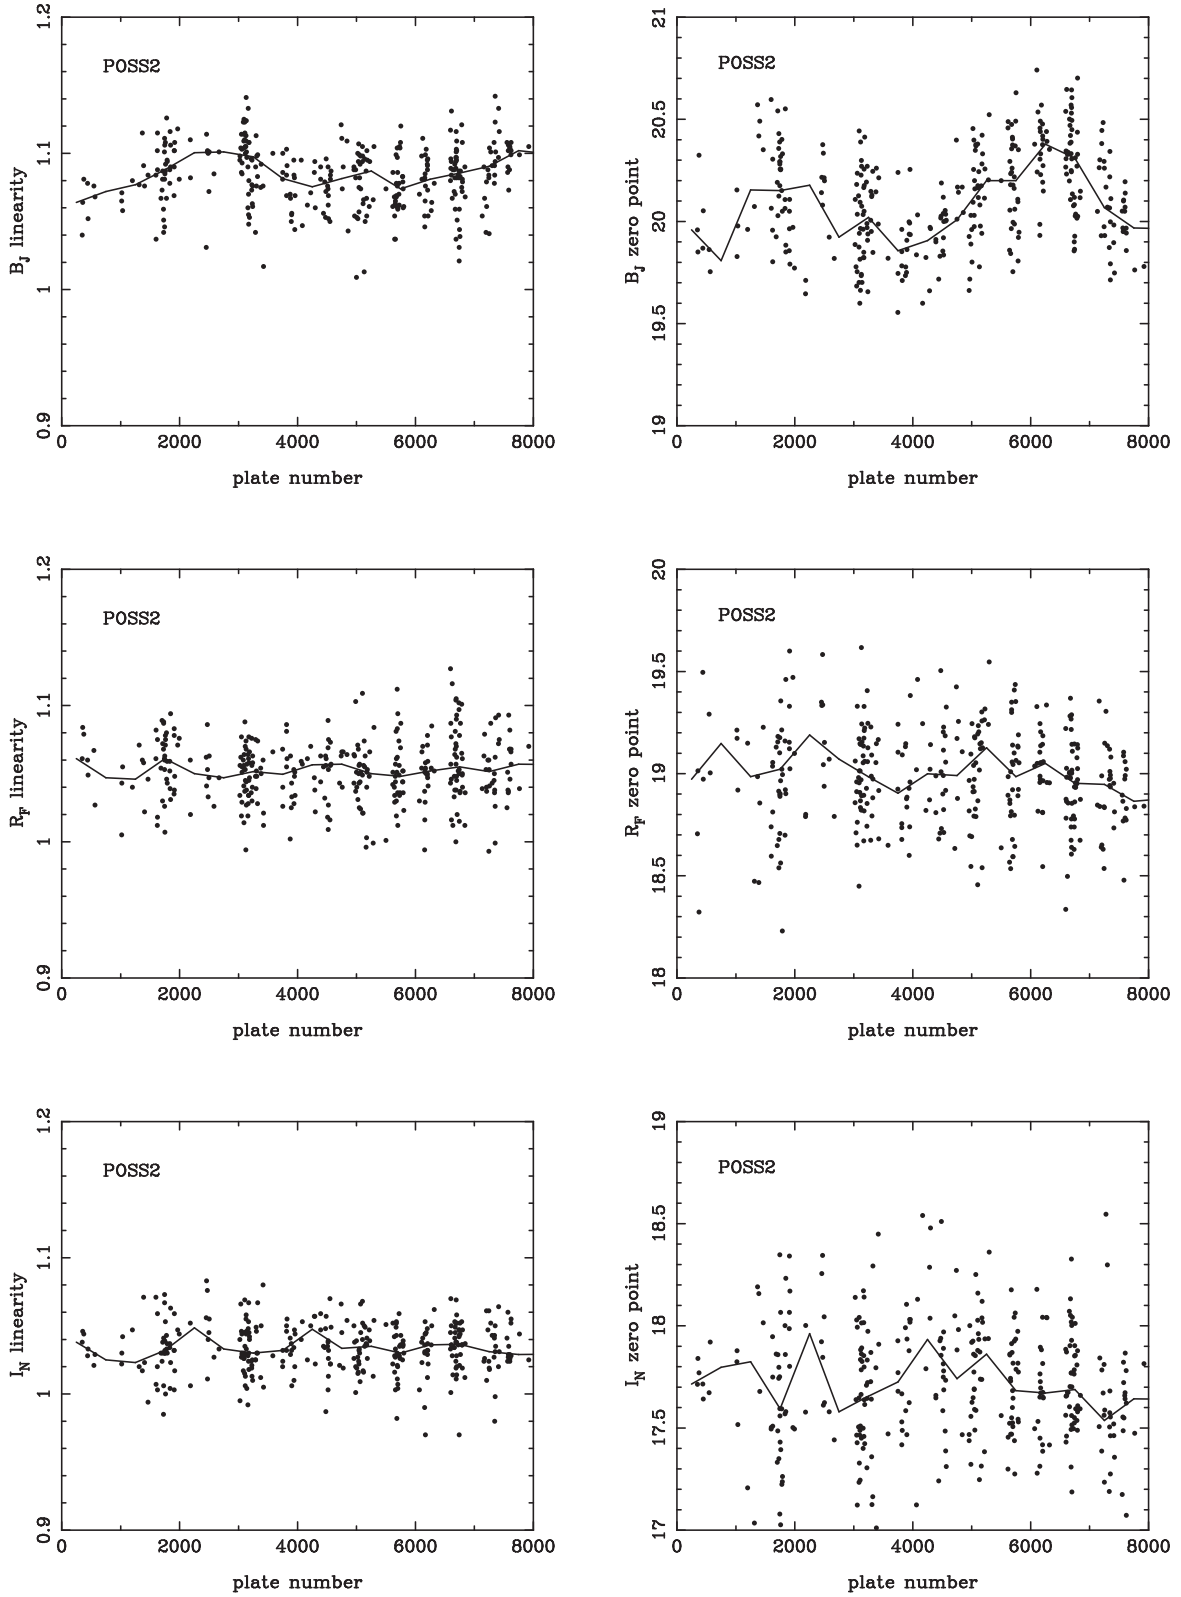 1.2
1.1
1
0.9
B_J linearity
POSS2
0 2000 4000 6000 8000
plate number
21
20.5
20
19.5
19
B_J zero point
POSS2
0 2000 4000 6000 8000
plate number
1.2
1.1
1
0.9
R_F linearity
POSS2
0 2000 4000 6000 8000
plate number
20
19.5
19
18.5
18
R_F zero point
POSS2
0 2000 4000 6000 8000
plate number
1.2
1.1
1
0.9
I_N linearity
POSS2
0 2000 4000 6000 8000
plate number
19
18.5
18
17.5
17
I_N zero point
POSS2
0 2000 4000 6000 8000
plate number